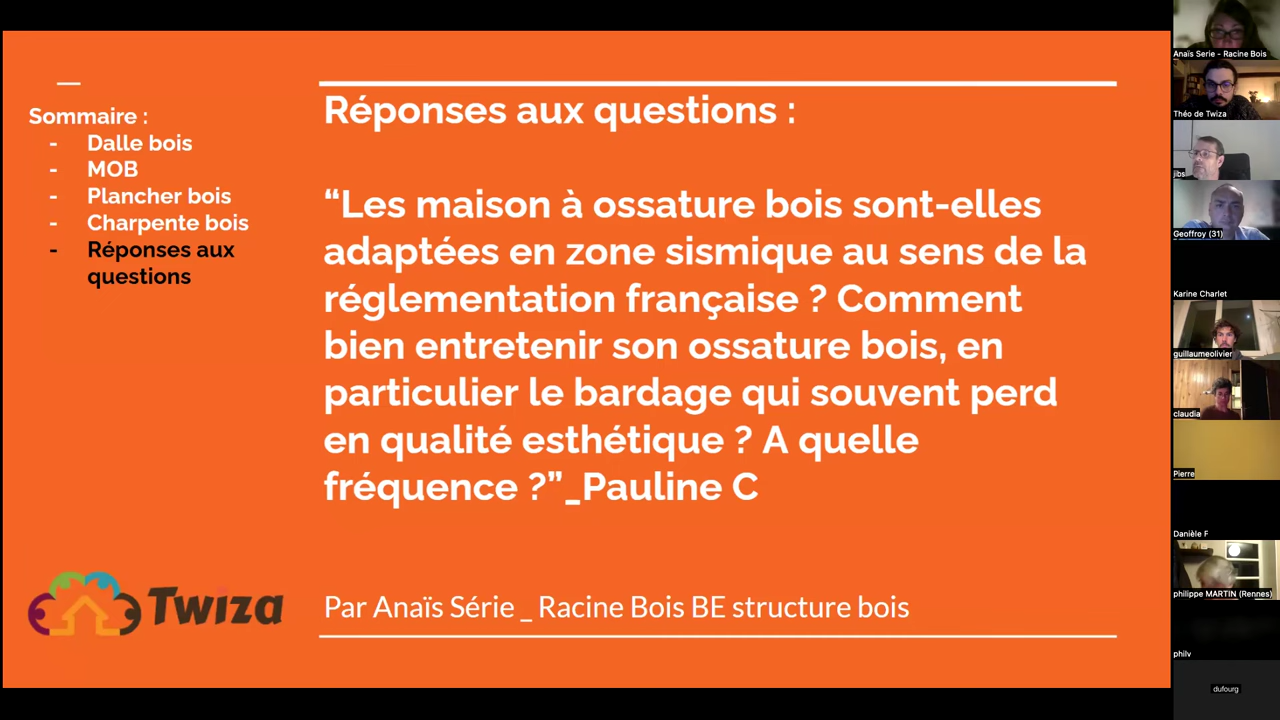 Sommaire :
- Dalle bois
- MOB
- Plancher bois
- Charpente bois
- Réponses aux
questions
Réponses aux questions :
“Les maison à ossature bois sont-elles
adaptées en zone sismique au sens de la
réglementation française ? Comment
bien entretenir son ossature bois, en
particulier le bardage qui souvent perd
en qualité esthétique ? A quelle
fréquence ?”_Pauline C
Twiza
Par Anaïs Série _ Racine Bois BE structure bois
Anaïs Serie - Racine Bois
Théo de Twiza
jibs
Geoffroy (31)
Karine Charlet
guillaumeolivier
claudia
Pierre
Danièle F
philippe MARTIN (Rennes)
philv
dufourg